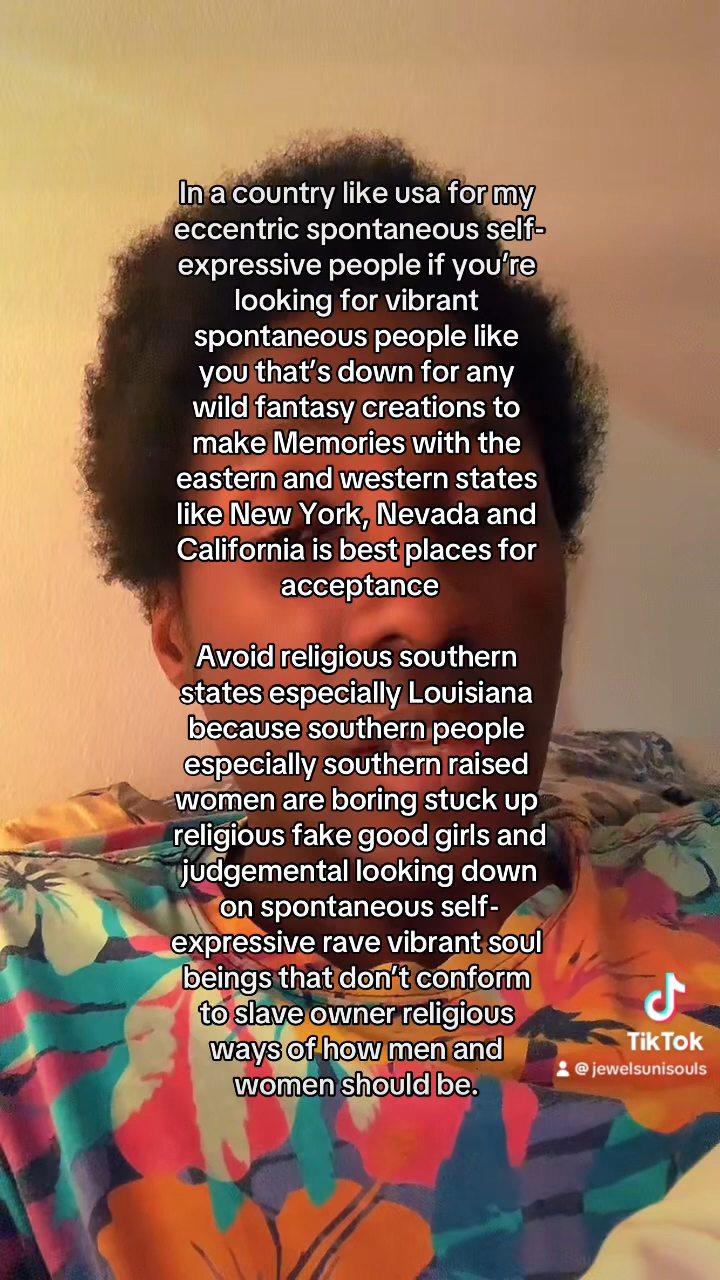 In a country like usa for my
eccentric spontaneous self-
expressive people if you’re
looking for vibrant
spontaneous people like
you that’s down for any
wild fantasy creations to
make Memories with the
eastern and western states
like New York, Nevada and
California is best places for
acceptance
Avoid religious southern
states especially Louisiana
because southern people
especially southern raised
women are boring stuck up
religious fake good girls and
judgemental looking down
on spontaneous self-
expressive rave vibrant soul
beings that don’t conform
to slave owner religious
ways of how men and
women should be.
TikTok
@jewelsunisouls